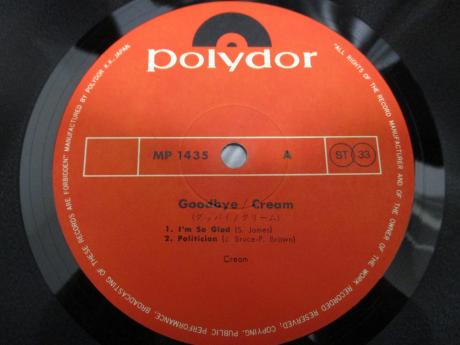 polydor
MP 1435 A ST 33
Goodbye / Cream
(グッバイ/クリーム)
1. I'm So Glad (S. Jones)
2. Politician (J. Bruce-P. Brown)
Cream
"ALL RIGHTS OF THE RECORD MANUFACTURER AND OF THE OWNER OF THE WORK RECORDED RESERVED; COPYING, PUBLIC PERFORMANCE, BROADCASTING OF THESE RECORDS ARE FORBIDDEN" MANUFACTURED BY POLYDOR K.K., JAPAN